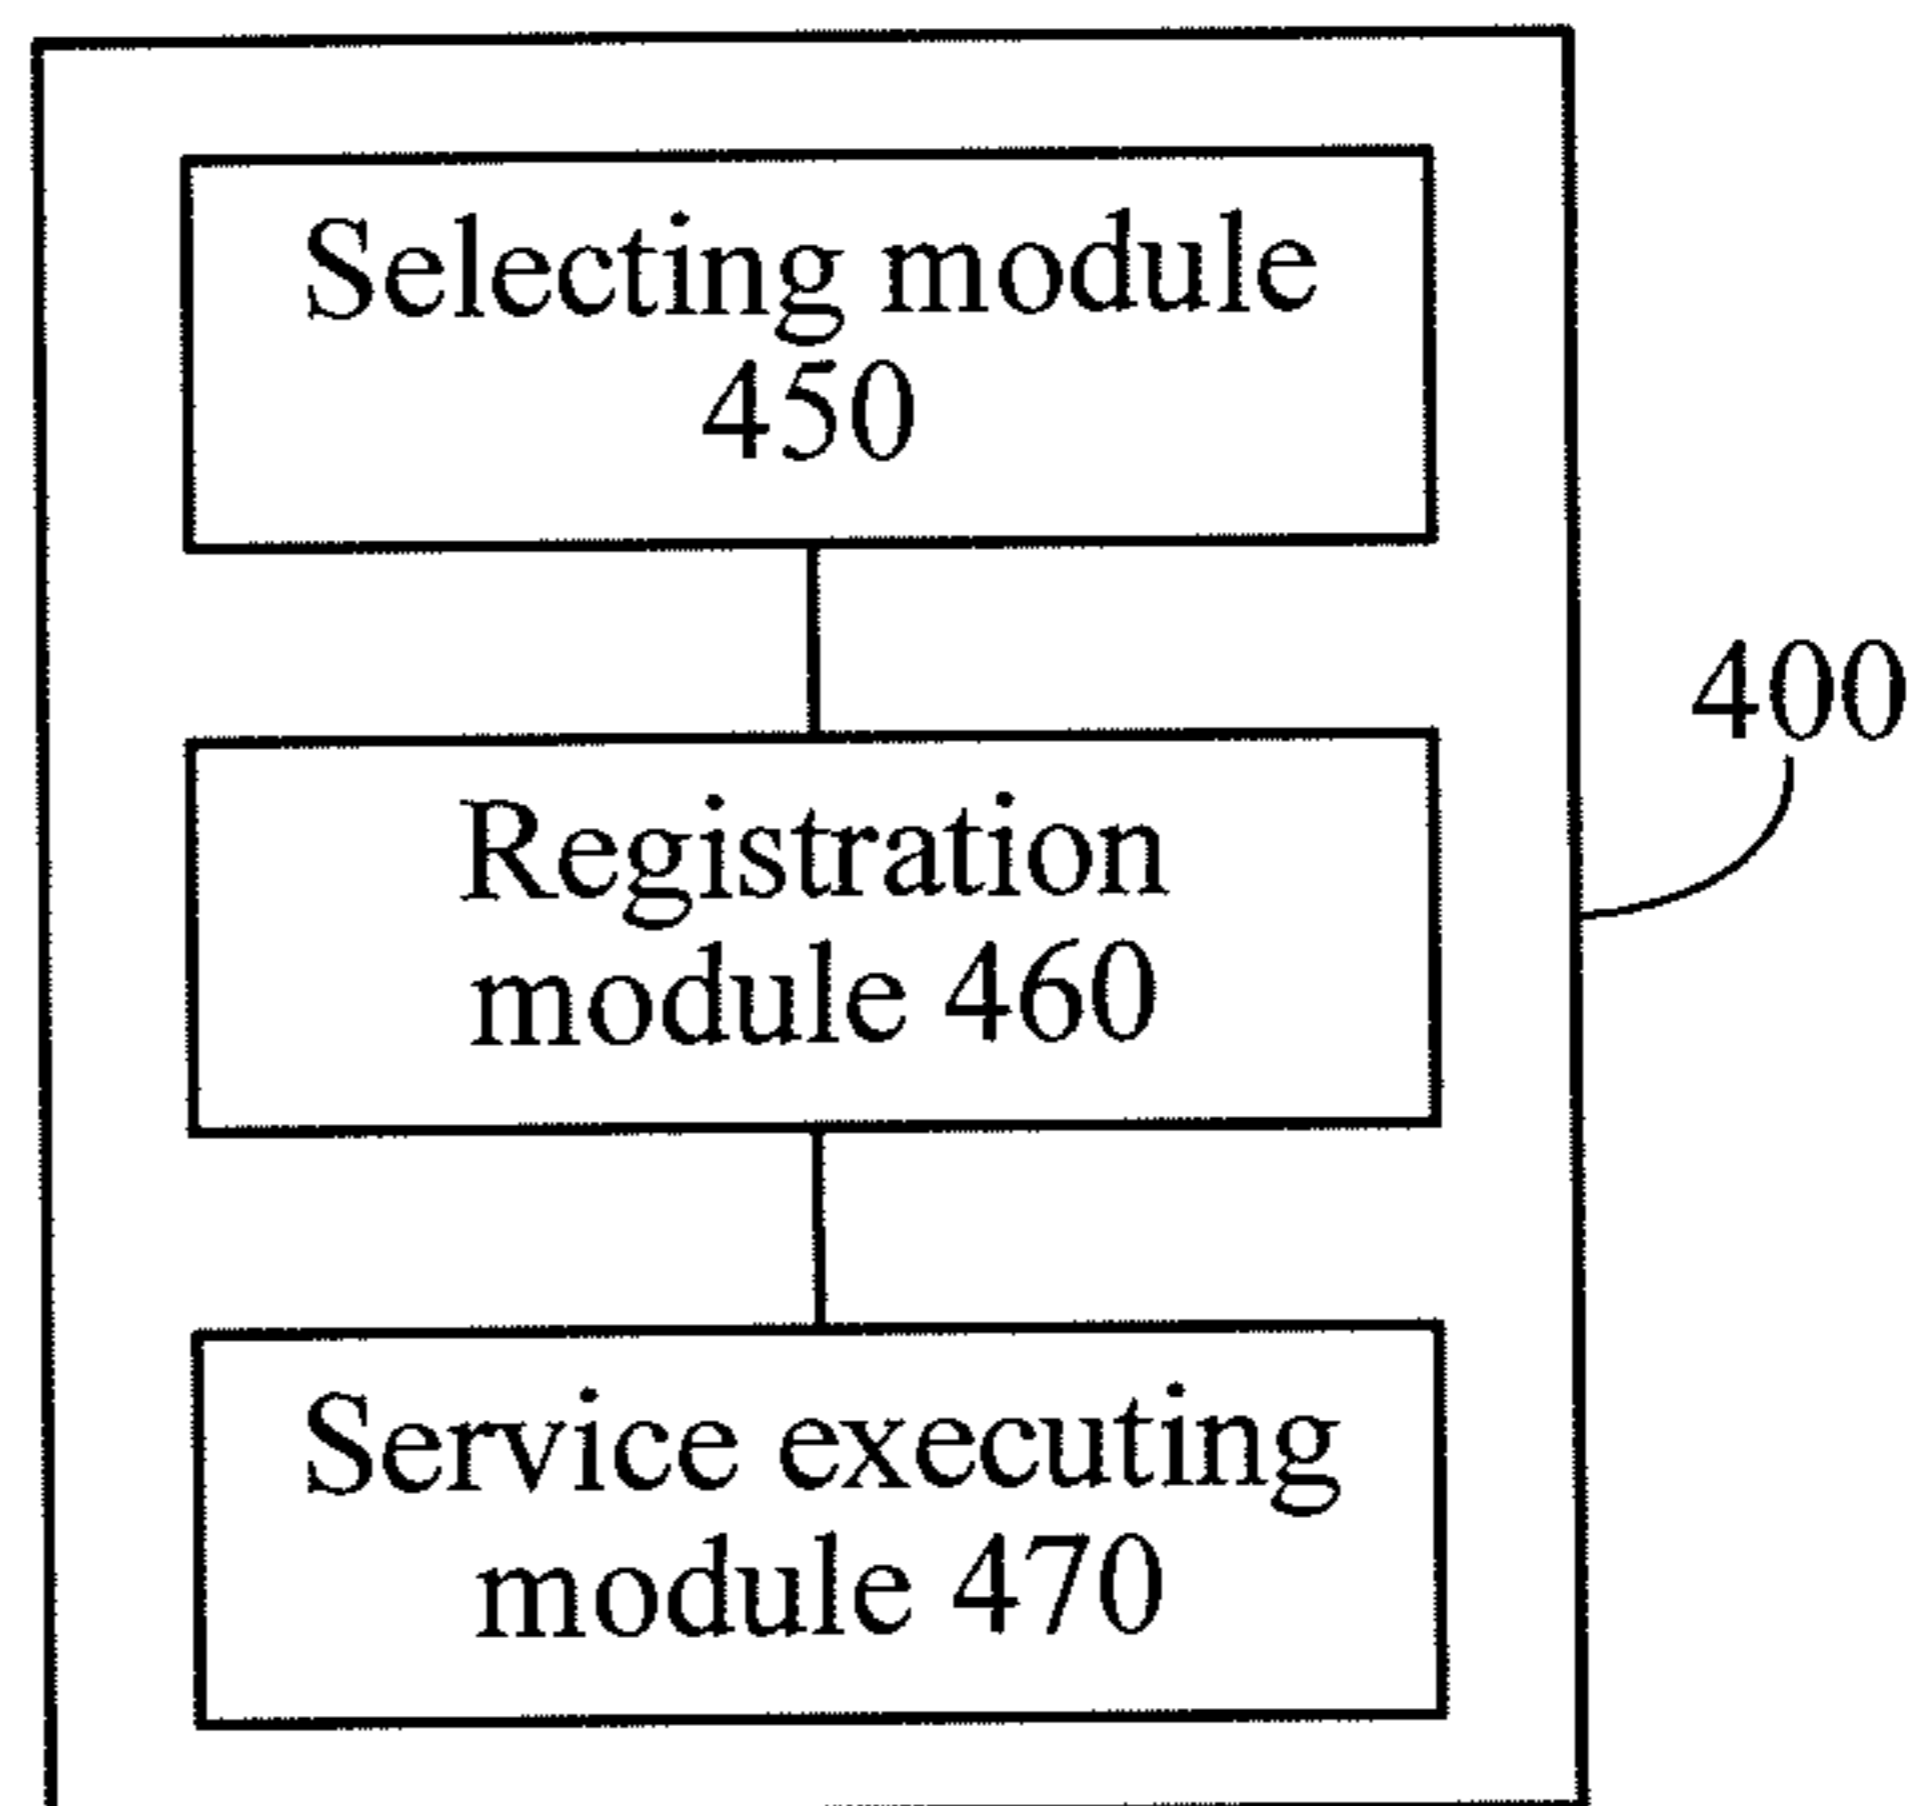 Selecting module
450
400
Registration
module 460
Service executing
module 470